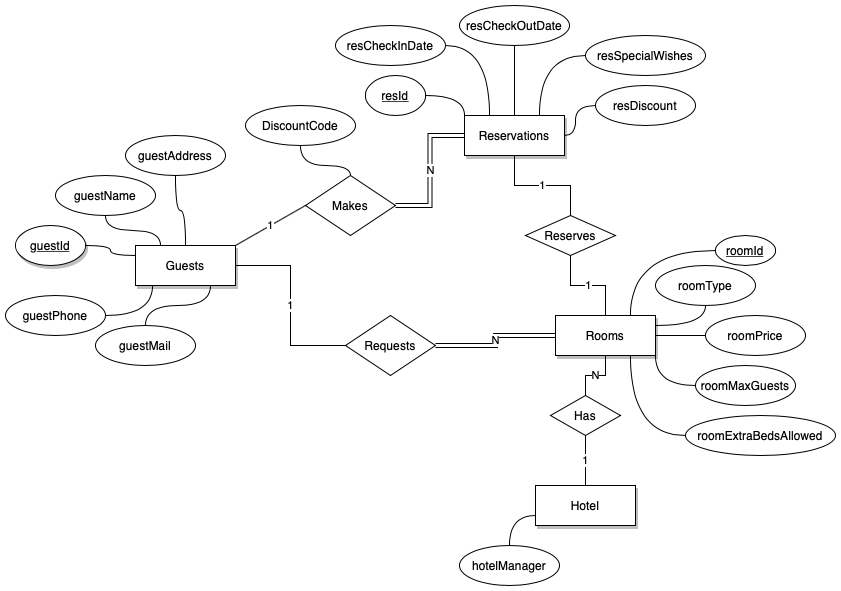 resCheckOutDate
resCheckInDate
resSpecialWishes
resId
resDiscount
DiscountCode
Reservations
guestAddress
N
1
guestName
Makes
1
Reserves
guestId
Guests
roomId
1
roomType
1
guestPhone
guestMail
Requests
N
Rooms
roomPrice
N
roomMaxGuests
Has
roomExtraBedsAllowed
1
Hotel
hotelManager